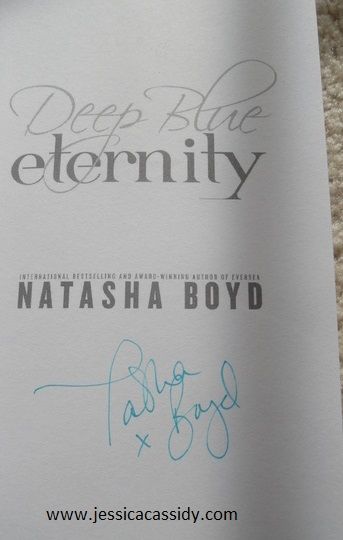 Deep Blue
eternity
INTERNATIONAL BESTSELLING AND AWARD-WINNING AUTHOR OF EVERSEA
NATASHA BOYD
Tasha
x Boyd
www.jessicacassidy.com